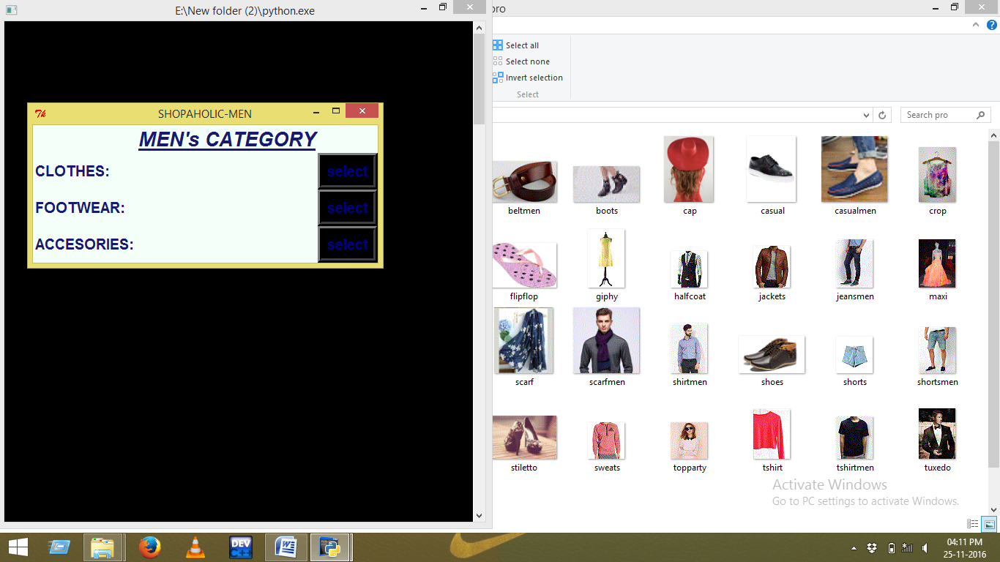 E:\New folder (2)\python.exe
pro
Select all
Select none
Invert selection
Select
Search pro
SHOPAHOLIC-MEN
MEN's CATEGORY
CLOTHES: select
FOOTWEAR: select
ACCESORIES: select
beltmen boots cap casual casualmen crop
flipflop giphy halfcoat jackets jeansmen maxi
scarf scarfmen shirtmen shoes shorts shortsmen
stiletto sweats topparty tshirt tshirtmen tuxedo
Activate Windows
Go to PC settings to activate Windows.
DEV
C++
04:11 PM
25-11-2016